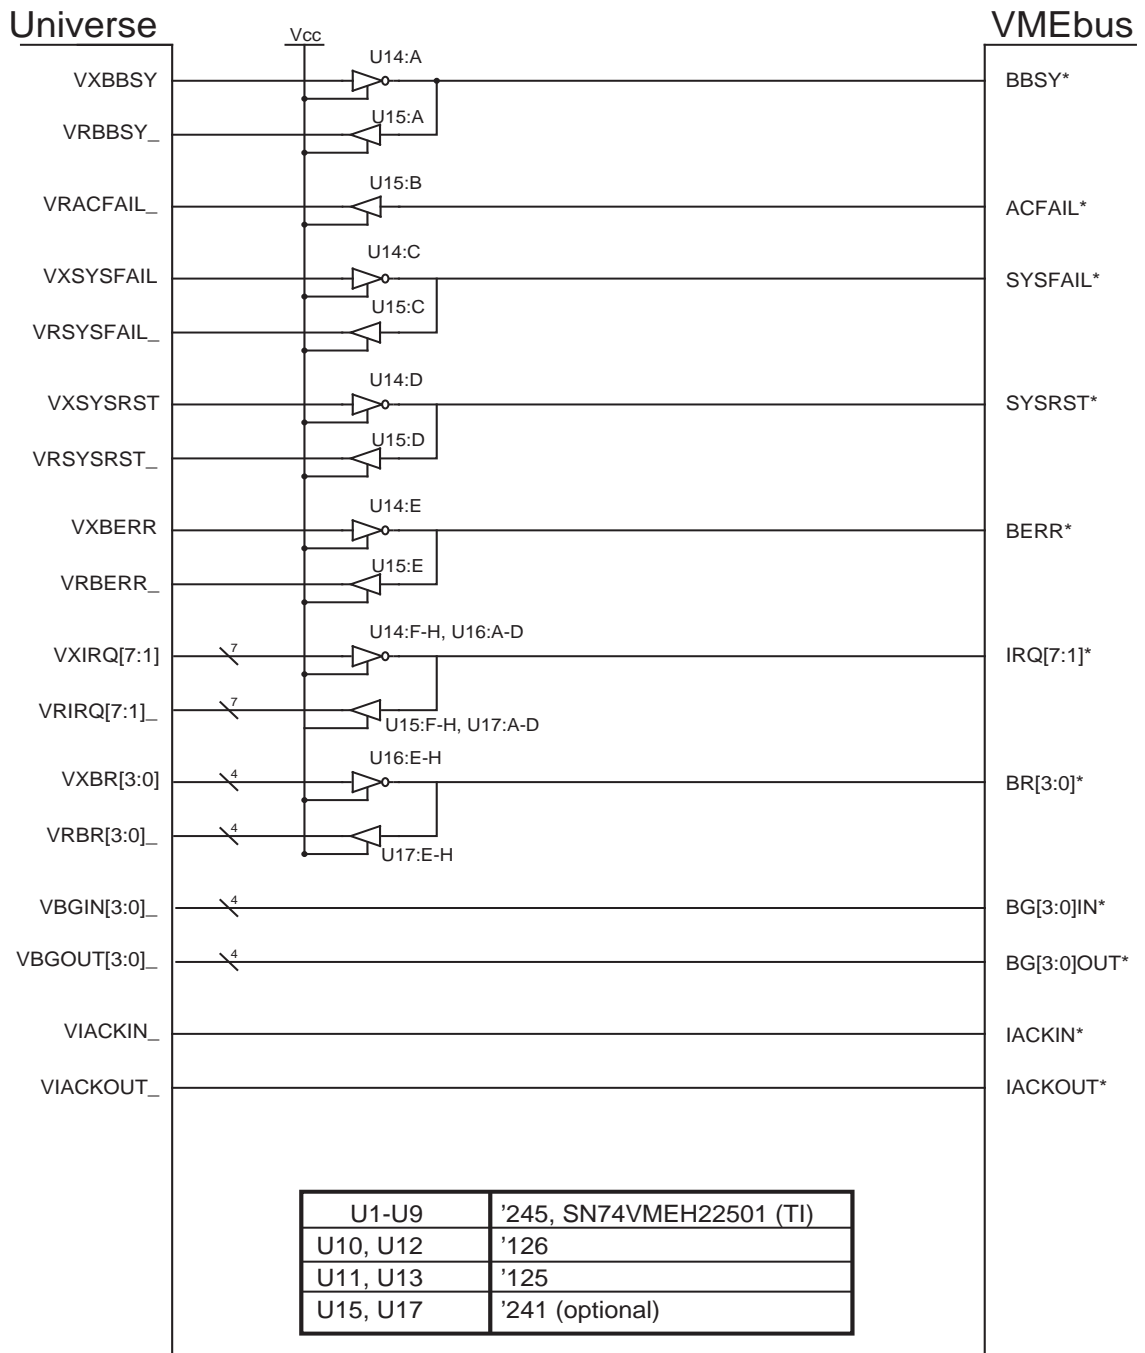 Universe VMEbus
Vcc
U14:A
VXBBSY BBSY*
U15:A
VRBBSY_
U15:B
VRACFAIL_ ACFAIL*
U14:C
VXSYSFAIL SYSFAIL*
U15:C
VRSYSFAIL_
U14:D
VXSYSRST SYSRST*
U15:D
VRSYSRST_
U14:E
VXBERR BERR*
U15:E
VRBERR_
U14:F-H, U16:A-D
VXIRQ[7:1] 7 IRQ[7:1]*
VRIRQ[7:1]_ 7
U15:F-H, U17:A-D
U16:E-H
VXBR[3:0] 4 BR[3:0]*
VRBR[3:0]_ 4
U17:E-H
VBGIN[3:0]_ 4 BG[3:0]IN*
VBGOUT[3:0]_ 4 BG[3:0]OUT*
VIACKIN_ IACKIN*
VIACKOUT_ IACKOUT*
U1-U9 ’245, SN74VMEH22501 (TI)
U10, U12 ’126
U11, U13 ’125
U15, U17 ’241 (optional)